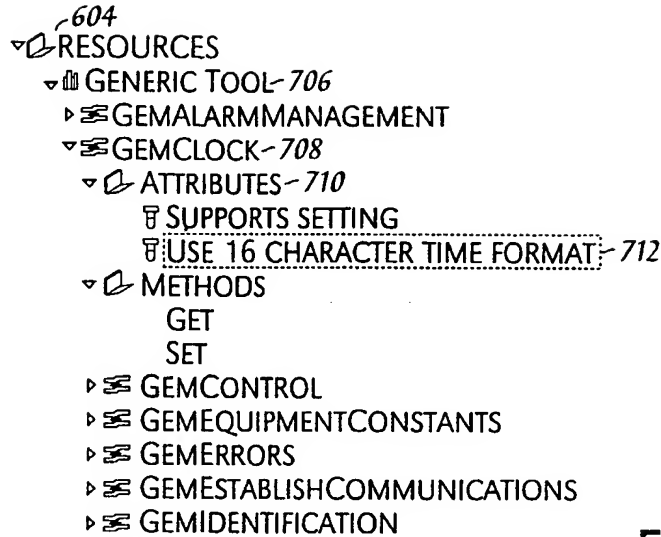 604
RESOURCES
GENERIC TOOL 706
GEMALARMMANAGEMENT
GEMCLOCK 708
ATTRIBUTES 710
SUPPORTS SETTING
USE 16 CHARACTER TIME FORMAT 712
METHODS
GET
SET
GEMCONTROL
GEMEQUIPMENTCONSTANTS
GEMERRORS
GEMESTABLISHCOMMUNICATIONS
GEMIDENTIFICATION